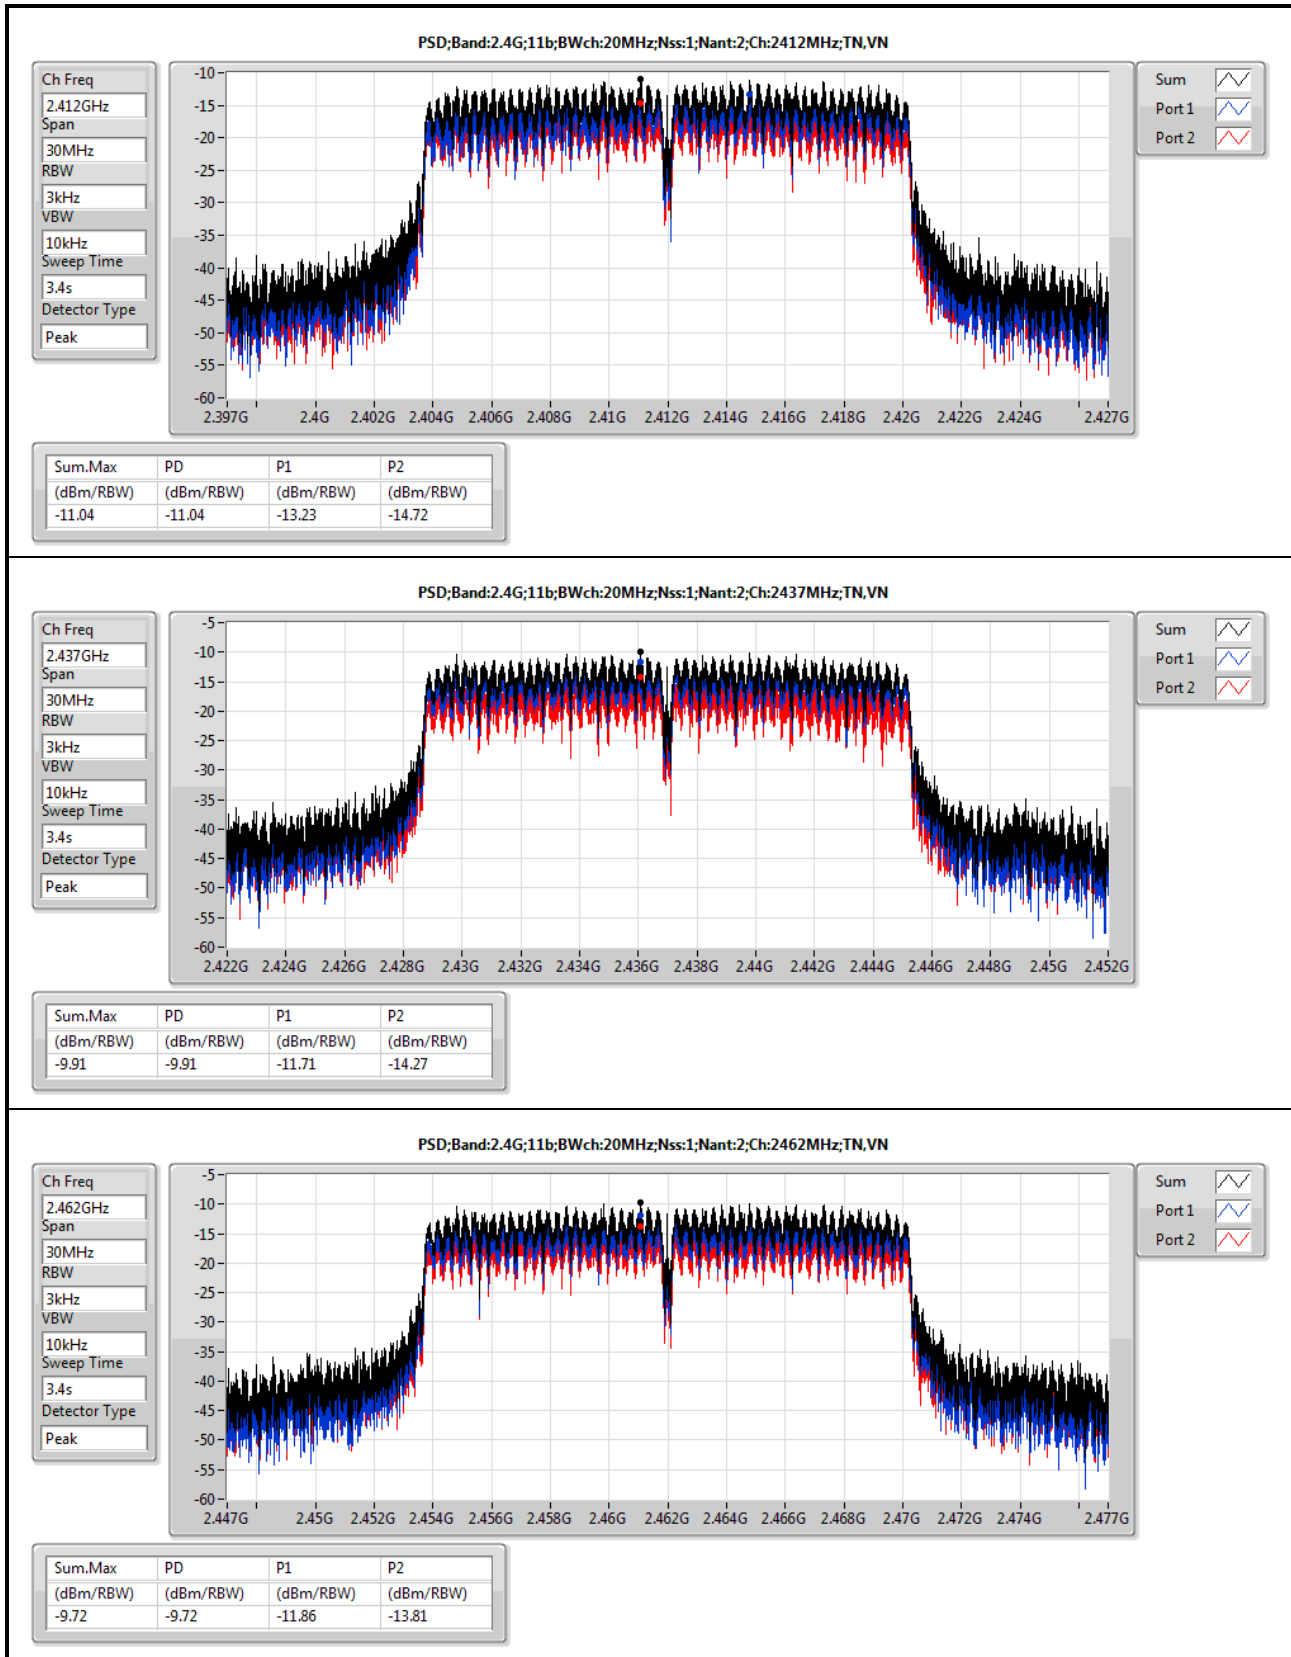 PSD;Band:2.4G;11b;BWch:20MHz;Nss:1;Nant:2;Ch:2412MHz;TN,VN
Ch Freq
2.412GHz
Span
30MHz
RBW
3kHz
VBW
10kHz
Sweep Time
3.4s
Detector Type
Peak
-10
-15
-20
-25
-30
-35
-40
-45
-50
-55
-60
2.397G 2.4G 2.402G 2.404G 2.406G 2.408G 2.41G 2.412G 2.414G 2.416G 2.418G 2.42G 2.422G 2.424G 2.427G
Sum
Port 1
Port 2
Sum.Max PD P1 P2
(dBm/RBW) (dBm/RBW) (dBm/RBW) (dBm/RBW)
-11.04 -11.04 -13.23 -14.72
PSD;Band:2.4G;11b;BWch:20MHz;Nss:1;Nant:2;Ch:2437MHz;TN,VN
Ch Freq
2.437GHz
Span
30MHz
RBW
3kHz
VBW
10kHz
Sweep Time
3.4s
Detector Type
Peak
-5
-10
-15
-20
-25
-30
-35
-40
-45
-50
-55
-60
2.422G 2.424G 2.426G 2.428G 2.43G 2.432G 2.434G 2.436G 2.438G 2.44G 2.442G 2.444G 2.446G 2.448G 2.45G 2.452G
Sum
Port 1
Port 2
Sum.Max PD P1 P2
(dBm/RBW) (dBm/RBW) (dBm/RBW) (dBm/RBW)
-9.91 -9.91 -11.71 -14.27
PSD;Band:2.4G;11b;BWch:20MHz;Nss:1;Nant:2;Ch:2462MHz;TN,VN
Ch Freq
2.462GHz
Span
30MHz
RBW
3kHz
VBW
10kHz
Sweep Time
3.4s
Detector Type
Peak
-5
-10
-15
-20
-25
-30
-35
-40
-45
-50
-55
-60
2.447G 2.45G 2.452G 2.454G 2.456G 2.458G 2.46G 2.462G 2.464G 2.466G 2.468G 2.47G 2.472G 2.474G 2.477G
Sum
Port 1
Port 2
Sum.Max PD P1 P2
(dBm/RBW) (dBm/RBW) (dBm/RBW) (dBm/RBW)
-9.72 -9.72 -11.86 -13.81